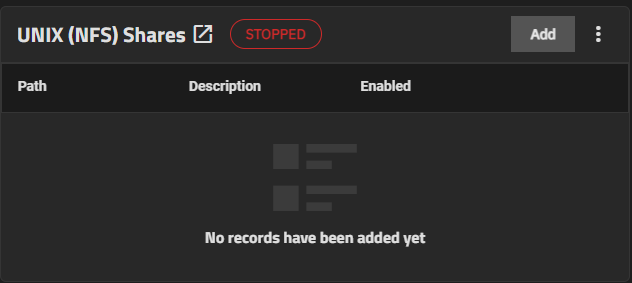 UNIX (NFS) Shares STOPPED Add
Path Description Enabled
No records have been added yet